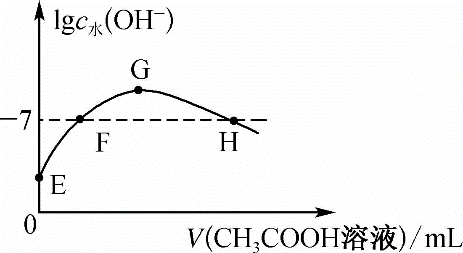 lgc水(OH⁻)
G
−7
F
H
E
0
V(CH₃COOH溶液)/mL